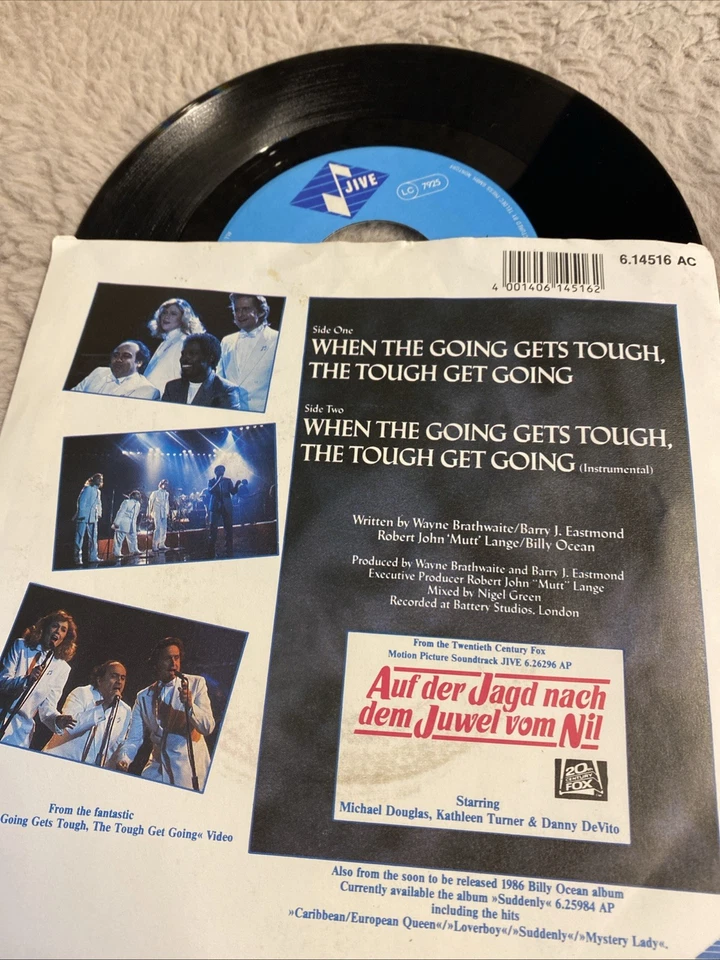 JIVE
LC 7925
4 001406 145162
6.14516 AC
Side One
WHEN THE GOING GETS TOUGH,
THE TOUGH GET GOING
Side Two
WHEN THE GOING GETS TOUGH,
THE TOUGH GET GOING (Instrumental)
Written by Wayne Brathwaite/Barry J. Eastmond
Robert John 'Mutt' Lange/Billy Ocean
Produced by Wayne Brathwaite and Barry J. Eastmond
Executive Producer Robert John "Mutt" Lange
Mixed by Nigel Green
Recorded at Battery Studios, London
From the Twentieth Century Fox
Motion Picture Soundtrack JIVE 6.26296 AP
Auf der Jagd nach
dem Juwel vom Nil
20th
CENTURY
FOX
Starring
Michael Douglas, Kathleen Turner & Danny DeVito
From the fantastic
Going Gets Tough, The Tough Get Going« Video
Also from the soon to be released 1986 Billy Ocean album
Currently available the album »Suddenly« 6.25984 AP
including the hits
»Caribbean/European Queen«/»Loverboy«/»Suddenly«/»Mystery Lady«.